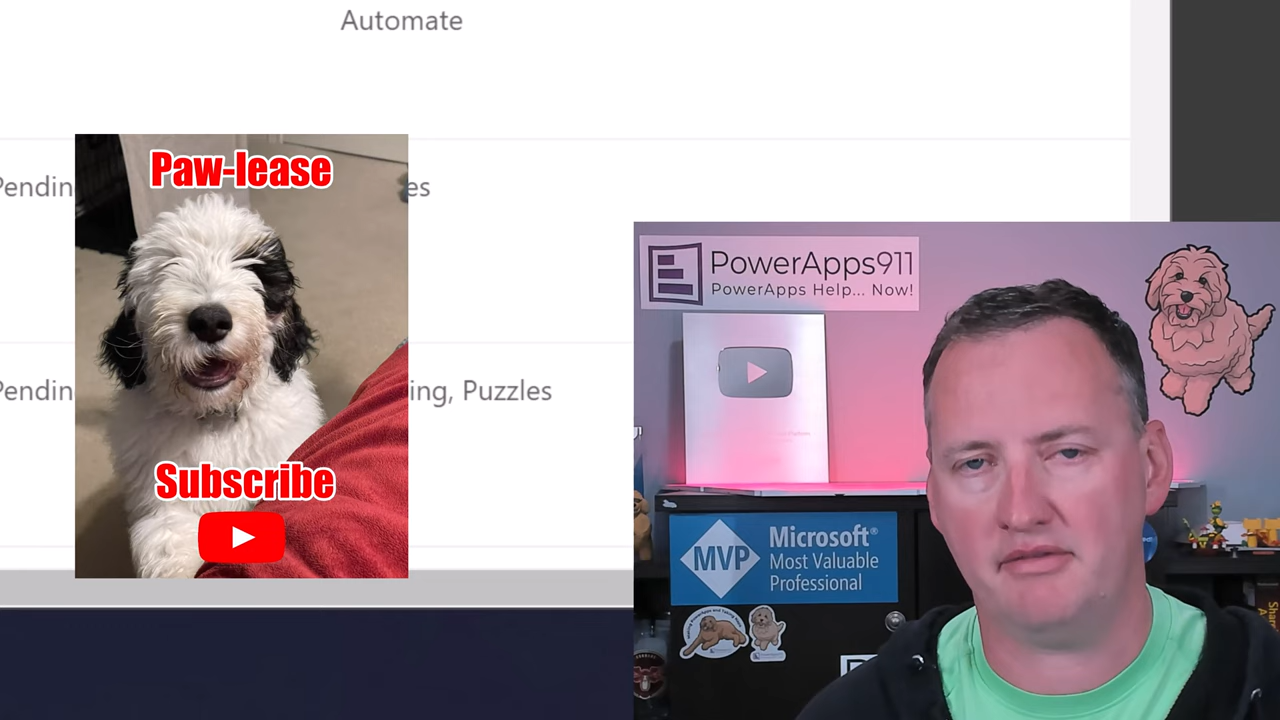 Automate
Pendin
es
Pendin
ing, Puzzles
Paw-lease
Subscribe
PowerApps911
PowerApps Help... Now!
MVP
Microsoft®
Most Valuable
Professional